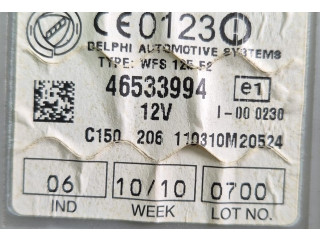 CE0123
DELPHI AUTOMOTIVE SYSTEMS
TYPE: WFS 125 F2
46533994
e1
12V
I-00 0230
C150 206 110310M20524
06 10/10 0700
IND WEEK LOT NO.